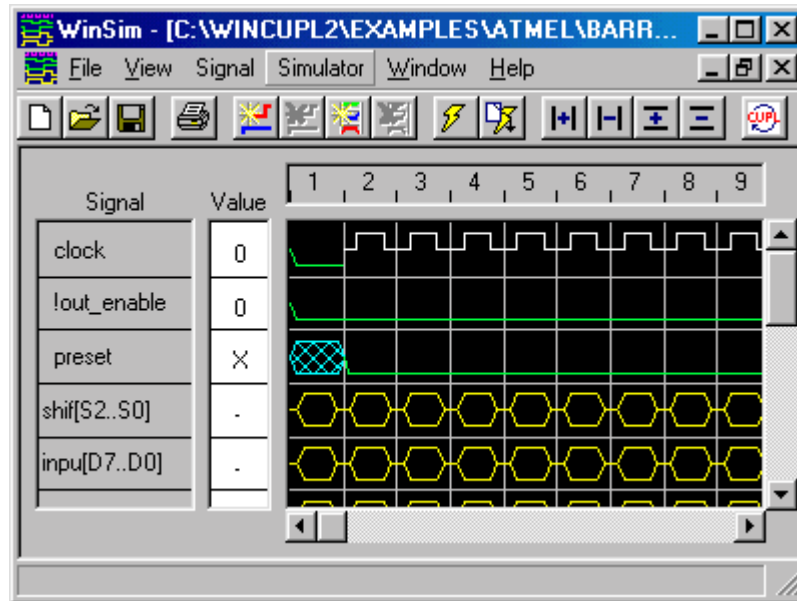 WinSim - [C:\WINCUPL2\EXAMPLES\ATMEL\BARR...
File View Signal Simulator Window Help
CUPL
Signal Value 1 2 3 4 5 6 7 8 9
clock 0
!out_enable 0
preset X
shif[S2..S0] -
inpu[D7..D0] -